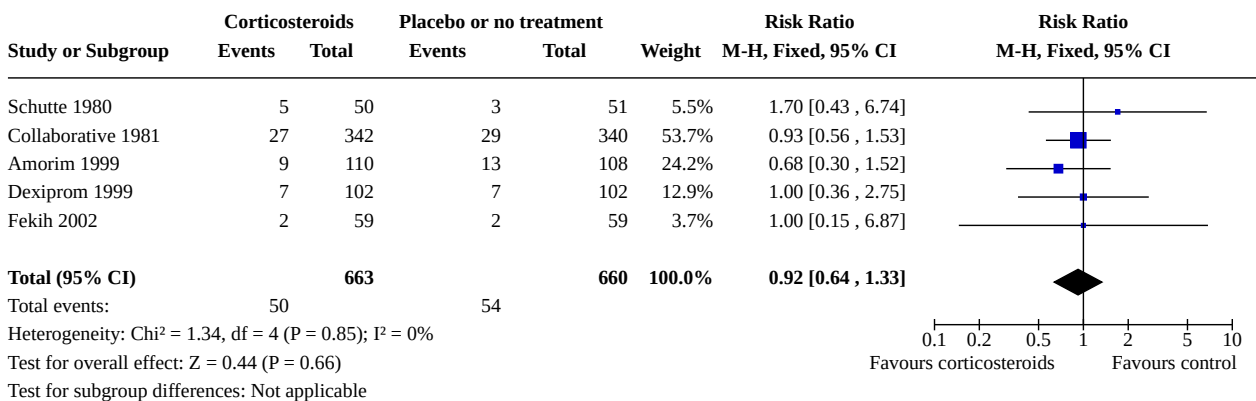 Corticosteroids Placebo or no treatment Risk Ratio Risk Ratio
Study or Subgroup Events Total Events Total Weight M-H, Fixed, 95% CI M-H, Fixed, 95% CI
Schutte 1980 5 50 3 51 5.5% 1.70 [0.43 , 6.74]
Collaborative 1981 27 342 29 340 53.7% 0.93 [0.56 , 1.53]
Amorim 1999 9 110 13 108 24.2% 0.68 [0.30 , 1.52]
Dexiprom 1999 7 102 7 102 12.9% 1.00 [0.36 , 2.75]
Fekih 2002 2 59 2 59 3.7% 1.00 [0.15 , 6.87]
Total (95% CI) 663 660 100.0% 0.92 [0.64 , 1.33]
Total events: 50 54
Heterogeneity: Chi² = 1.34, df = 4 (P = 0.85); I² = 0%
Test for overall effect: Z = 0.44 (P = 0.66)
Test for subgroup differences: Not applicable
0.1 0.2 0.5 1 2 5 10
Favours corticosteroids Favours control